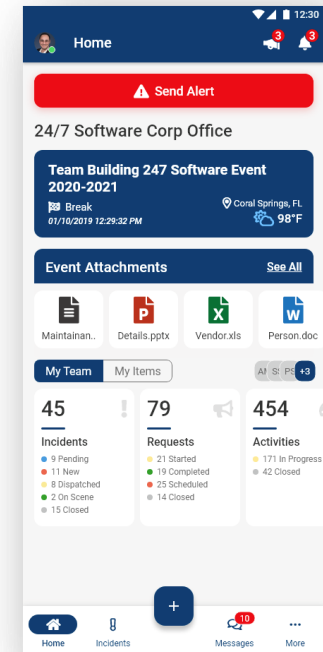 12:30
Home
3
3
Send Alert
24/7 Software Corp Office
Team Building 247 Software Event
2020-2021
Break
Coral Springs, FL
01/10/2019 12:29:32 PM
98°F
Event Attachments
See All
P
X
W
Maintainan..
Details.pptx
Vendor.xls
Person.doc
My Team
My Items
+3
45
79
454
Incidents
Requests
Activities
9 Pending
21 Started
171 In Progress
11 New
19 Completed
42 Closed
8 Dispatched
25 Scheduled
2 On Scene
14 Closed
15 Closed
+
10
Home
Incidents
Messages
More